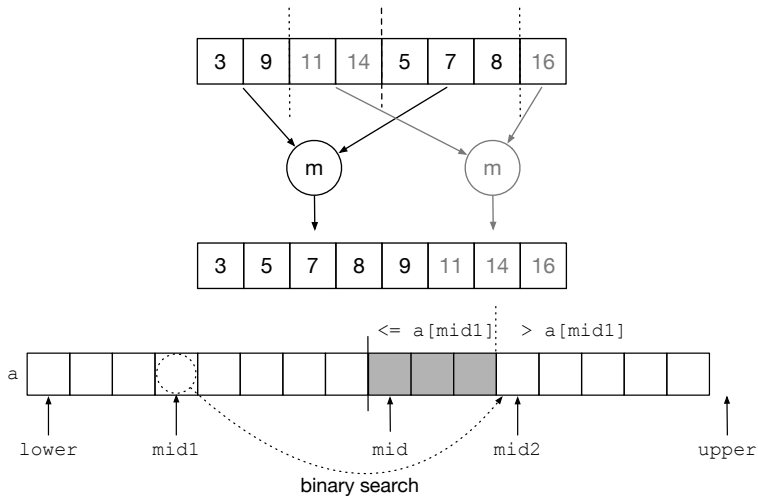 3 9 11 14 5 7 8 16
m m
3 5 7 8 9 11 14 16
<= a[mid1] > a[mid1]
a
lower mid1 mid mid2 upper
binary search